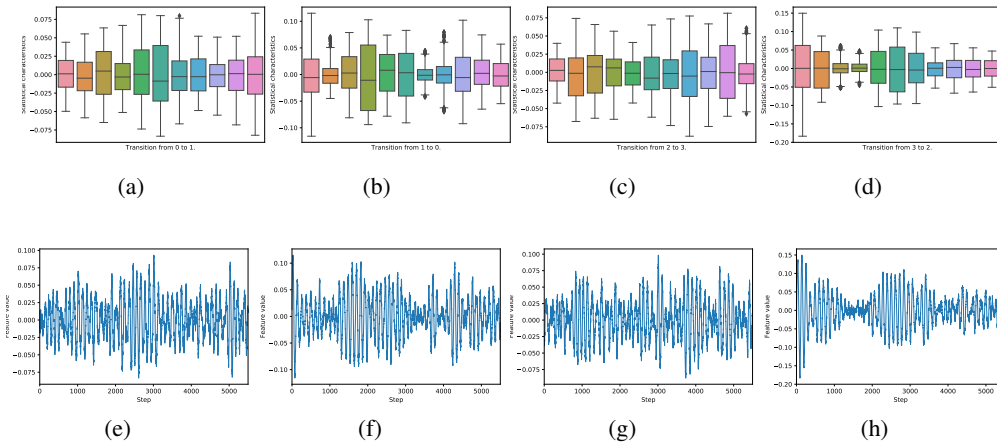 0.075
0.050
0.025
0.000
−0.025
−0.050
−0.075
Statistical characteristics
Transition from 0 to 1.
(a)
0.10
0.05
0.00
−0.05
−0.10
Statistical characteristics
Transition from 1 to 0.
(b)
0.075
0.050
0.025
0.000
−0.025
−0.050
−0.075
Statistical characteristics
Transition from 2 to 3.
(c)
0.15
0.10
0.05
0.00
−0.05
−0.10
−0.15
−0.20
Statistical characteristics
Transition from 3 to 2.
(d)
0.100
0.075
0.050
0.025
0.000
−0.025
−0.050
−0.075
Feature value
0 1000 2000 3000 4000 5000
Step
(e)
0.10
0.05
0.00
−0.05
−0.10
Feature value
0 1000 2000 3000 4000 5000
Step
(f)
0.100
0.075
0.050
0.025
0.000
−0.025
−0.050
−0.075
Feature value
0 1000 2000 3000 4000 5000
Step
(g)
0.15
0.10
0.05
0.00
−0.05
−0.10
−0.15
−0.20
Feature value
0 1000 2000 3000 4000 5000
Step
(h)